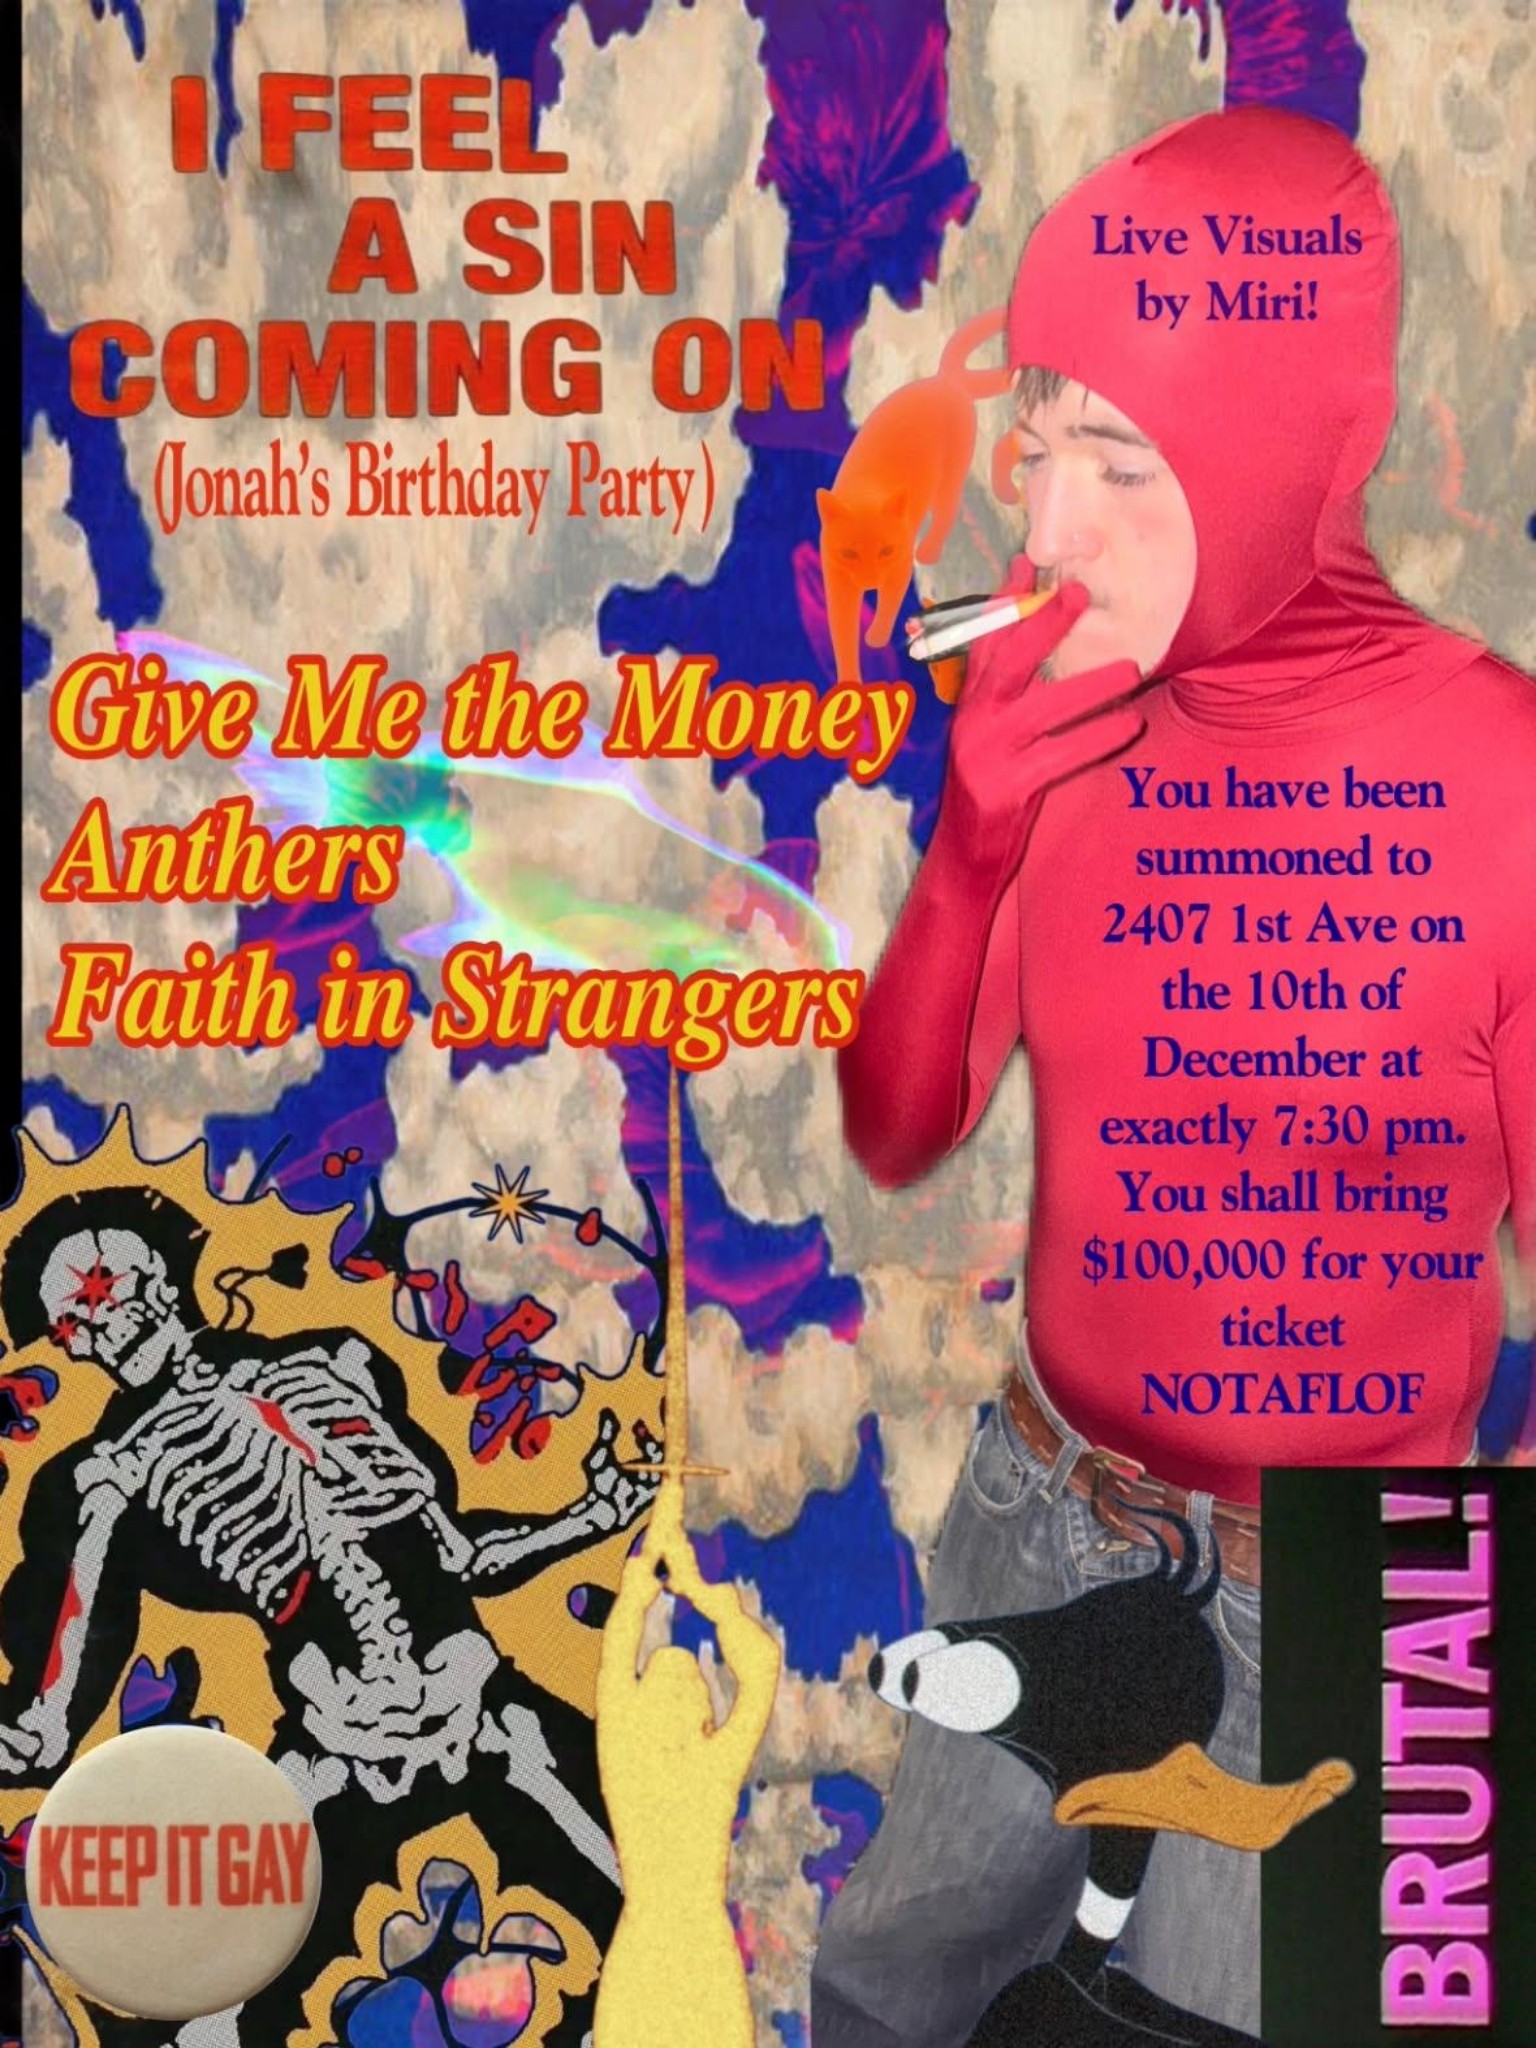 I FEEL
A SIN
COMING ON
(Jonah's Birthday Party)
Live Visuals
by Miri!
Give Me the Money
Anthers
Faith in Strangers
You have been
summoned to
2407 1st Ave on
the 10th of
December at
exactly 7:30 pm.
You shall bring
$100,000 for your
ticket
NOTAFLOF
KEEP IT GAY
BRUTAL!